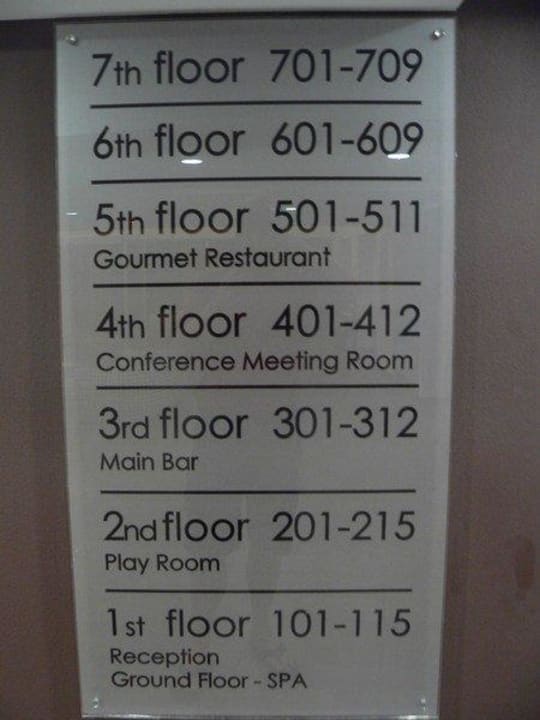 7th floor 701-709
6th floor 601-609
5th floor 501-511
Gourmet Restaurant
4th floor 401-412
Conference Meeting Room
3rd floor 301-312
Main Bar
2nd floor 201-215
Play Room
1st floor 101-115
Reception
Ground Floor - SPA